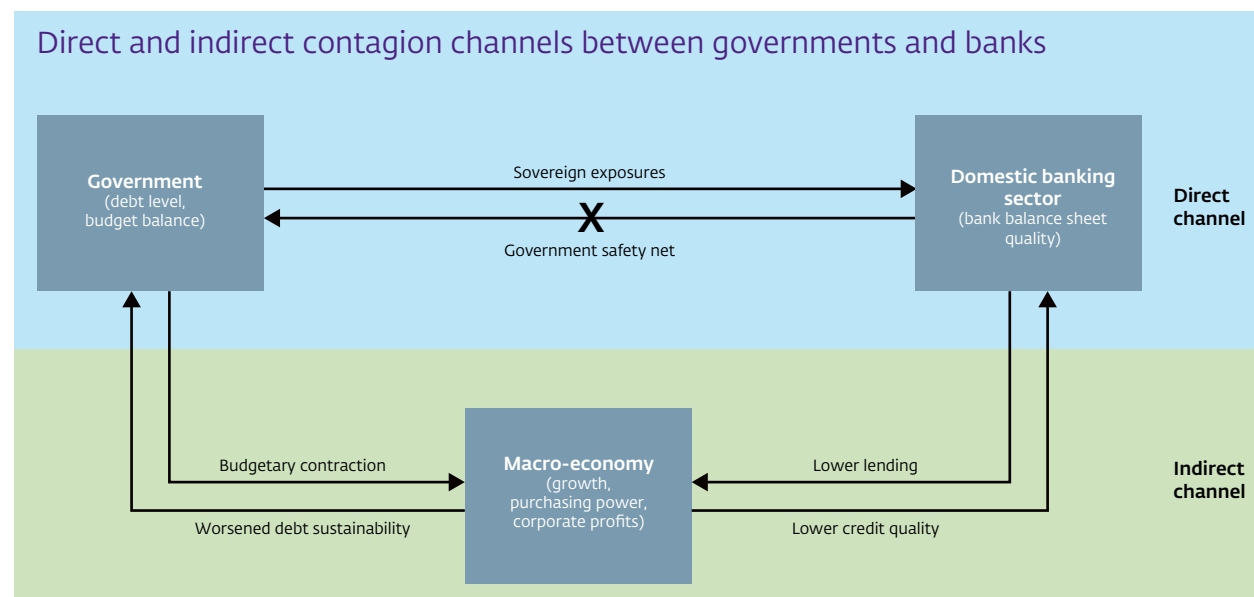 Direct and indirect contagion channels between governments and banks
Government
(debt level,
budget balance)
Sovereign exposures
X
Government safety net
Domestic banking
sector
(bank balance sheet
quality)
Direct
channel
Budgetary contraction
Worsened debt sustainability
Macro-economy
(growth,
purchasing power,
corporate profits)
Lower lending
Lower credit quality
Indirect
channel